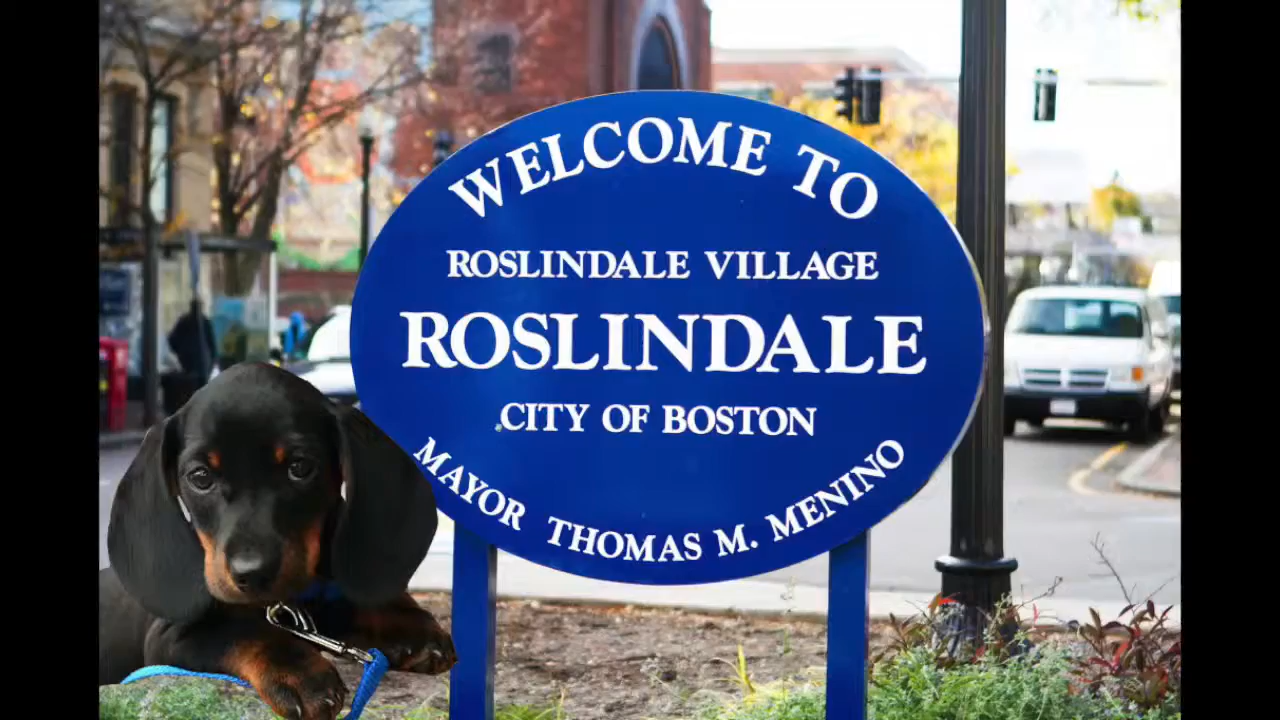 WELCOME TO
ROSLINDALE VILLAGE
ROSLINDALE
CITY OF BOSTON
MAYOR THOMAS M. MENINO